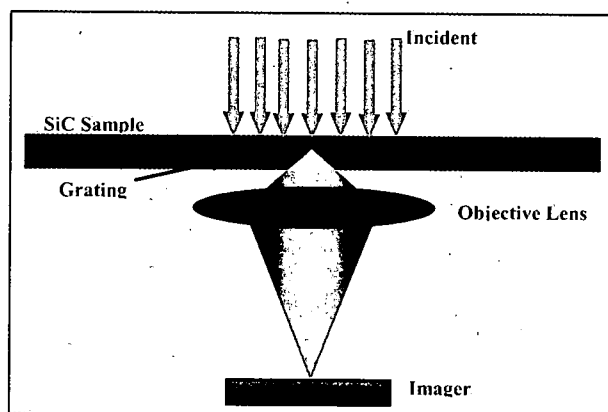 Incident
SiC Sample
Grating
Objective Lens
Imager